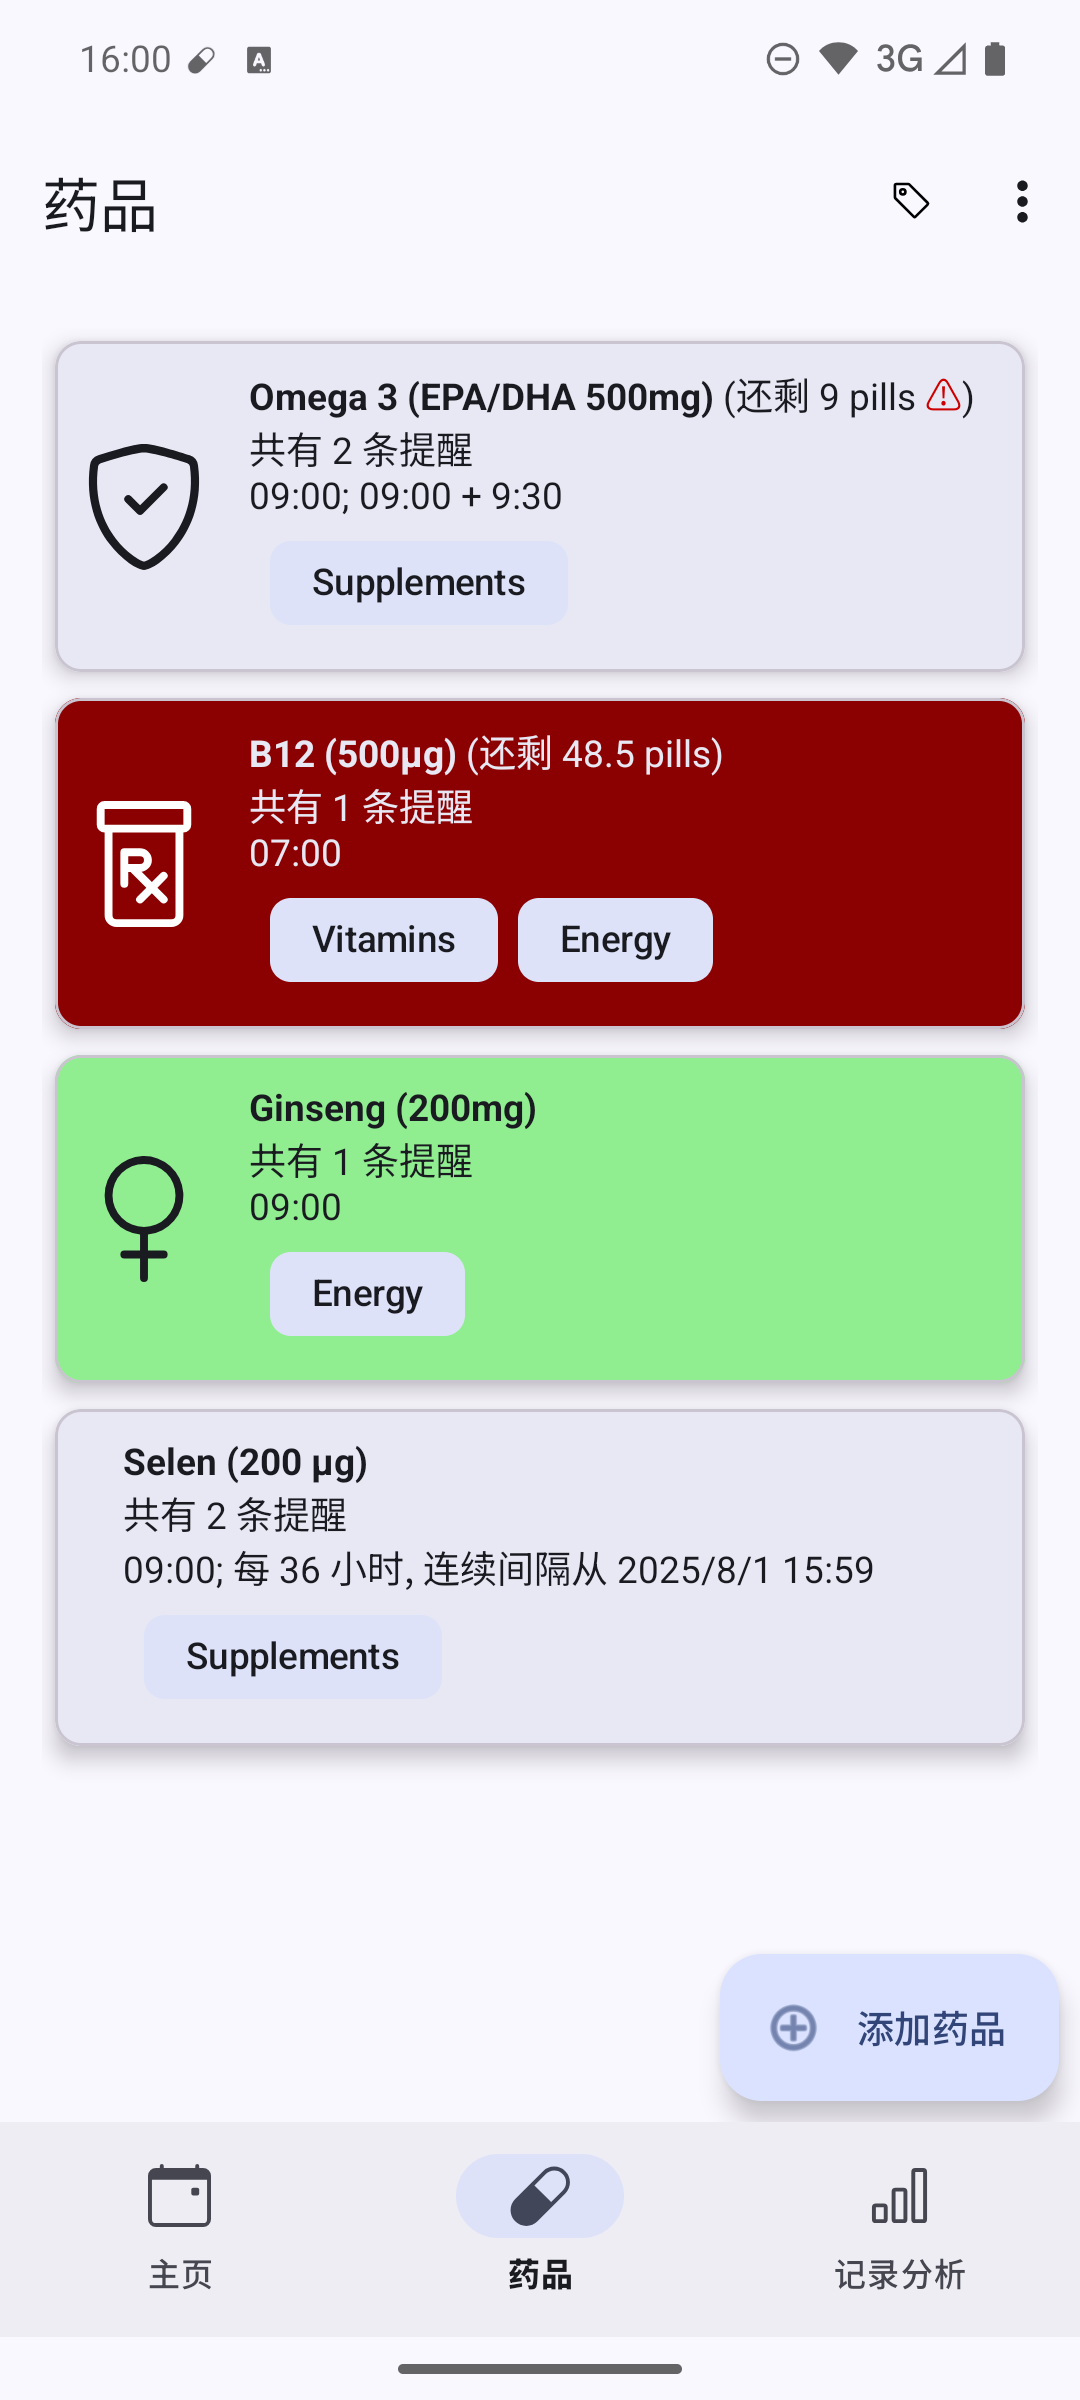 16:00
3G
药品
Omega 3 (EPA/DHA 500mg) (还剩 9 pills ⚠)
共有 2 条提醒
09:00; 09:00 + 9:30
Supplements
B12 (500µg) (还剩 48.5 pills)
共有 1 条提醒
07:00
Vitamins Energy
Ginseng (200mg)
共有 1 条提醒
09:00
Energy
Selen (200 µg)
共有 2 条提醒
09:00; 每 36 小时, 连续间隔从 2025/8/1 15:59
Supplements
添加药品
主页 药品 记录分析